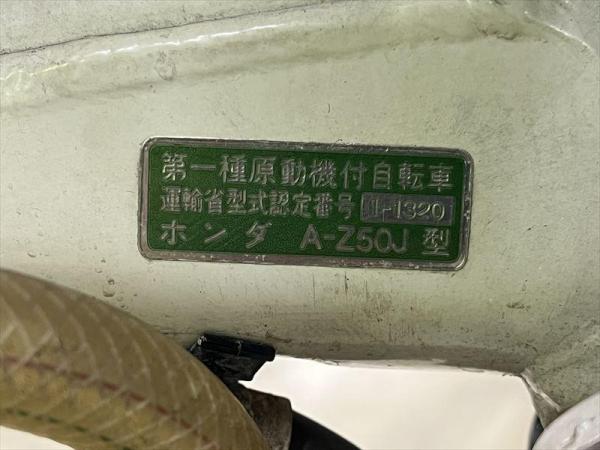 第一種原動機付自転車
運輸省型式認定番号 I-1320
ホンダ A-Z50J 型